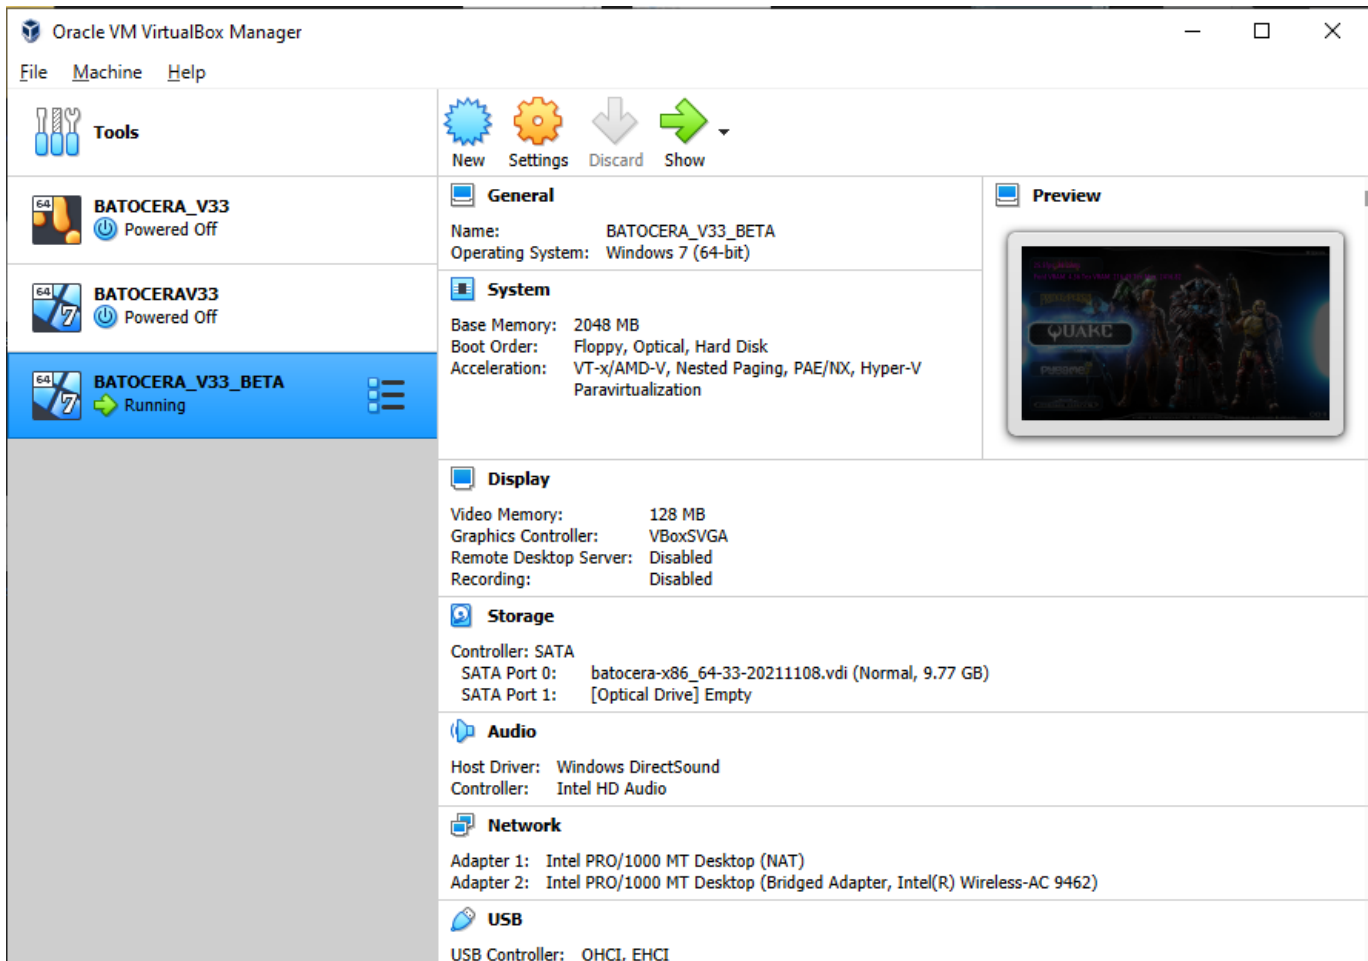 Oracle VM VirtualBox Manager
File Machine Help
Tools
New Settings Discard Show
64
BATOCERA_V33
Powered Off
64
7
BATOCERAV33
Powered Off
64
7
BATOCERA_V33_BETA
Running
General
Name: BATOCERA_V33_BETA
Operating System: Windows 7 (64-bit)
Preview
QUAKE
System
Base Memory: 2048 MB
Boot Order: Floppy, Optical, Hard Disk
Acceleration: VT-x/AMD-V, Nested Paging, PAE/NX, Hyper-V
Paravirtualization
Display
Video Memory: 128 MB
Graphics Controller: VBoxSVGA
Remote Desktop Server: Disabled
Recording: Disabled
Storage
Controller: SATA
SATA Port 0: batocera-x86_64-33-20211108.vdi (Normal, 9.77 GB)
SATA Port 1: [Optical Drive] Empty
Audio
Host Driver: Windows DirectSound
Controller: Intel HD Audio
Network
Adapter 1: Intel PRO/1000 MT Desktop (NAT)
Adapter 2: Intel PRO/1000 MT Desktop (Bridged Adapter, Intel(R) Wireless-AC 9462)
USB
USB Controller: OHCI, EHCI